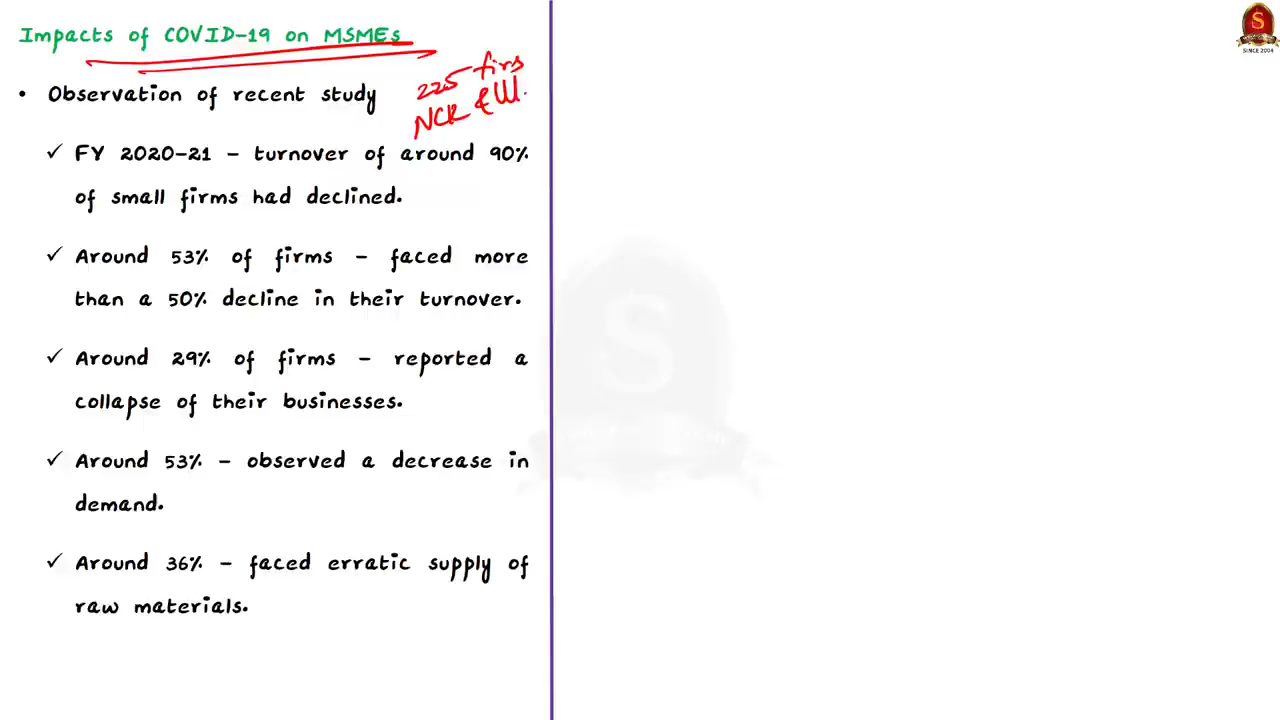 Impacts of COVID-19 on MSMEs
• Observation of recent study
225 firs
NCR &
✓ FY 2020-21 – turnover of around 90%
of small firms had declined.
✓ Around 53% of firms – faced more
than a 50% decline in their turnover.
✓ Around 29% of firms – reported a
collapse of their businesses.
✓ Around 53% – observed a decrease in
demand.
✓ Around 36% – faced erratic supply of
raw materials.
S
SINCE 2004
S